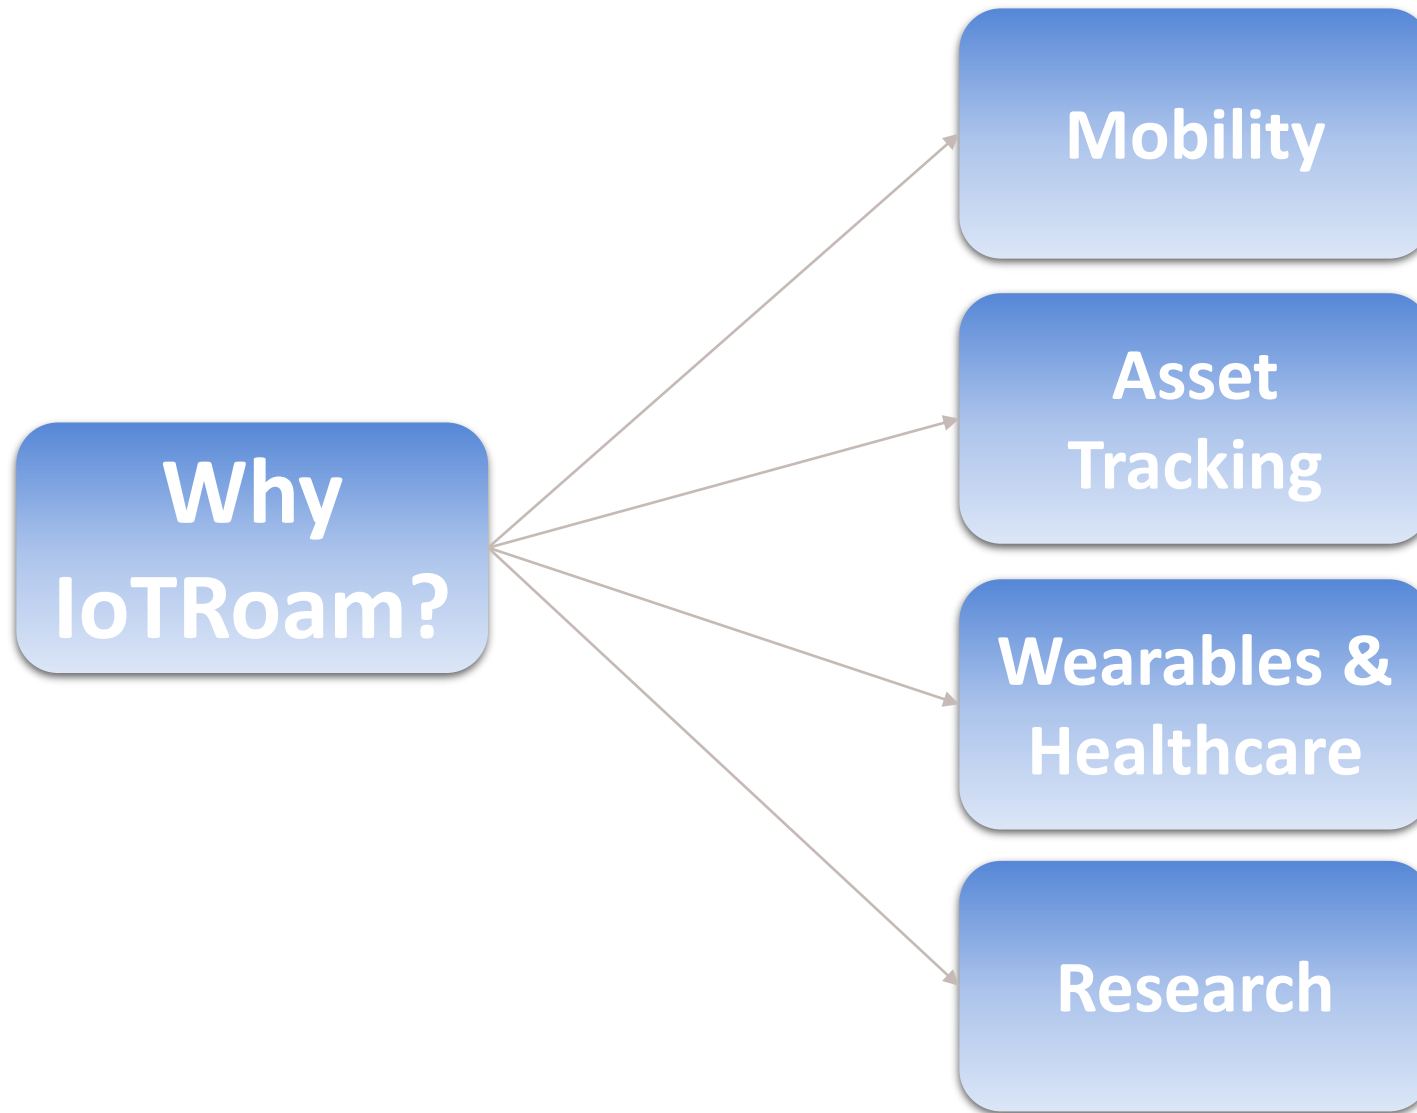 Why
IoTRoam?
Mobility
Asset
Tracking
Wearables &
Healthcare
Research